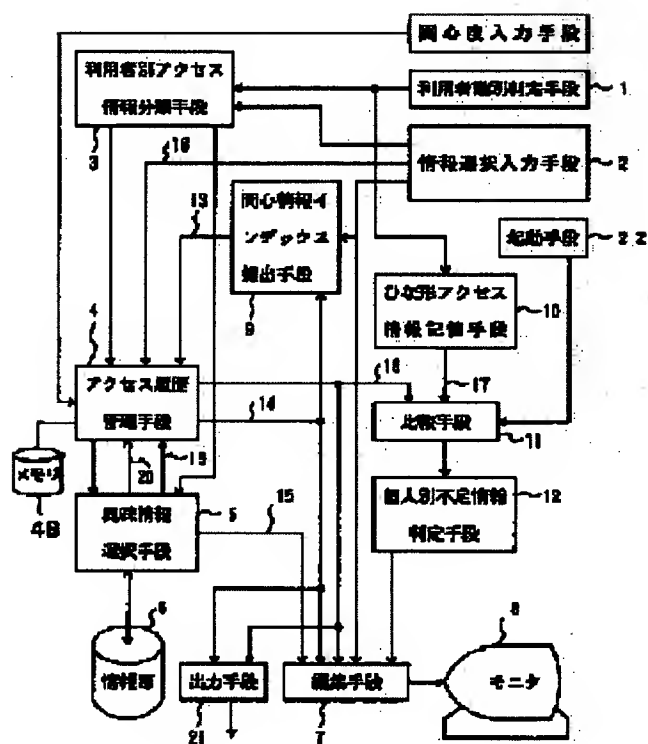 関心度入力手段
利用者別アクセス
情報分類手段
3
利用者識別判定手段
1
情報選択入力手段
2
16
13
関心情報イ
ンデックス
抽出手段
9
起動手段
22
ひな形アクセス
情報記憶手段
10
4
アクセス履歴
管理手段
18
17
14
比較手段
11
メモリ
4B
20
19
興味情報
選択手段
5
15
個人別不足情報
判定手段
12
6
情報源
出力手段
21
編集手段
7
8
モニタ